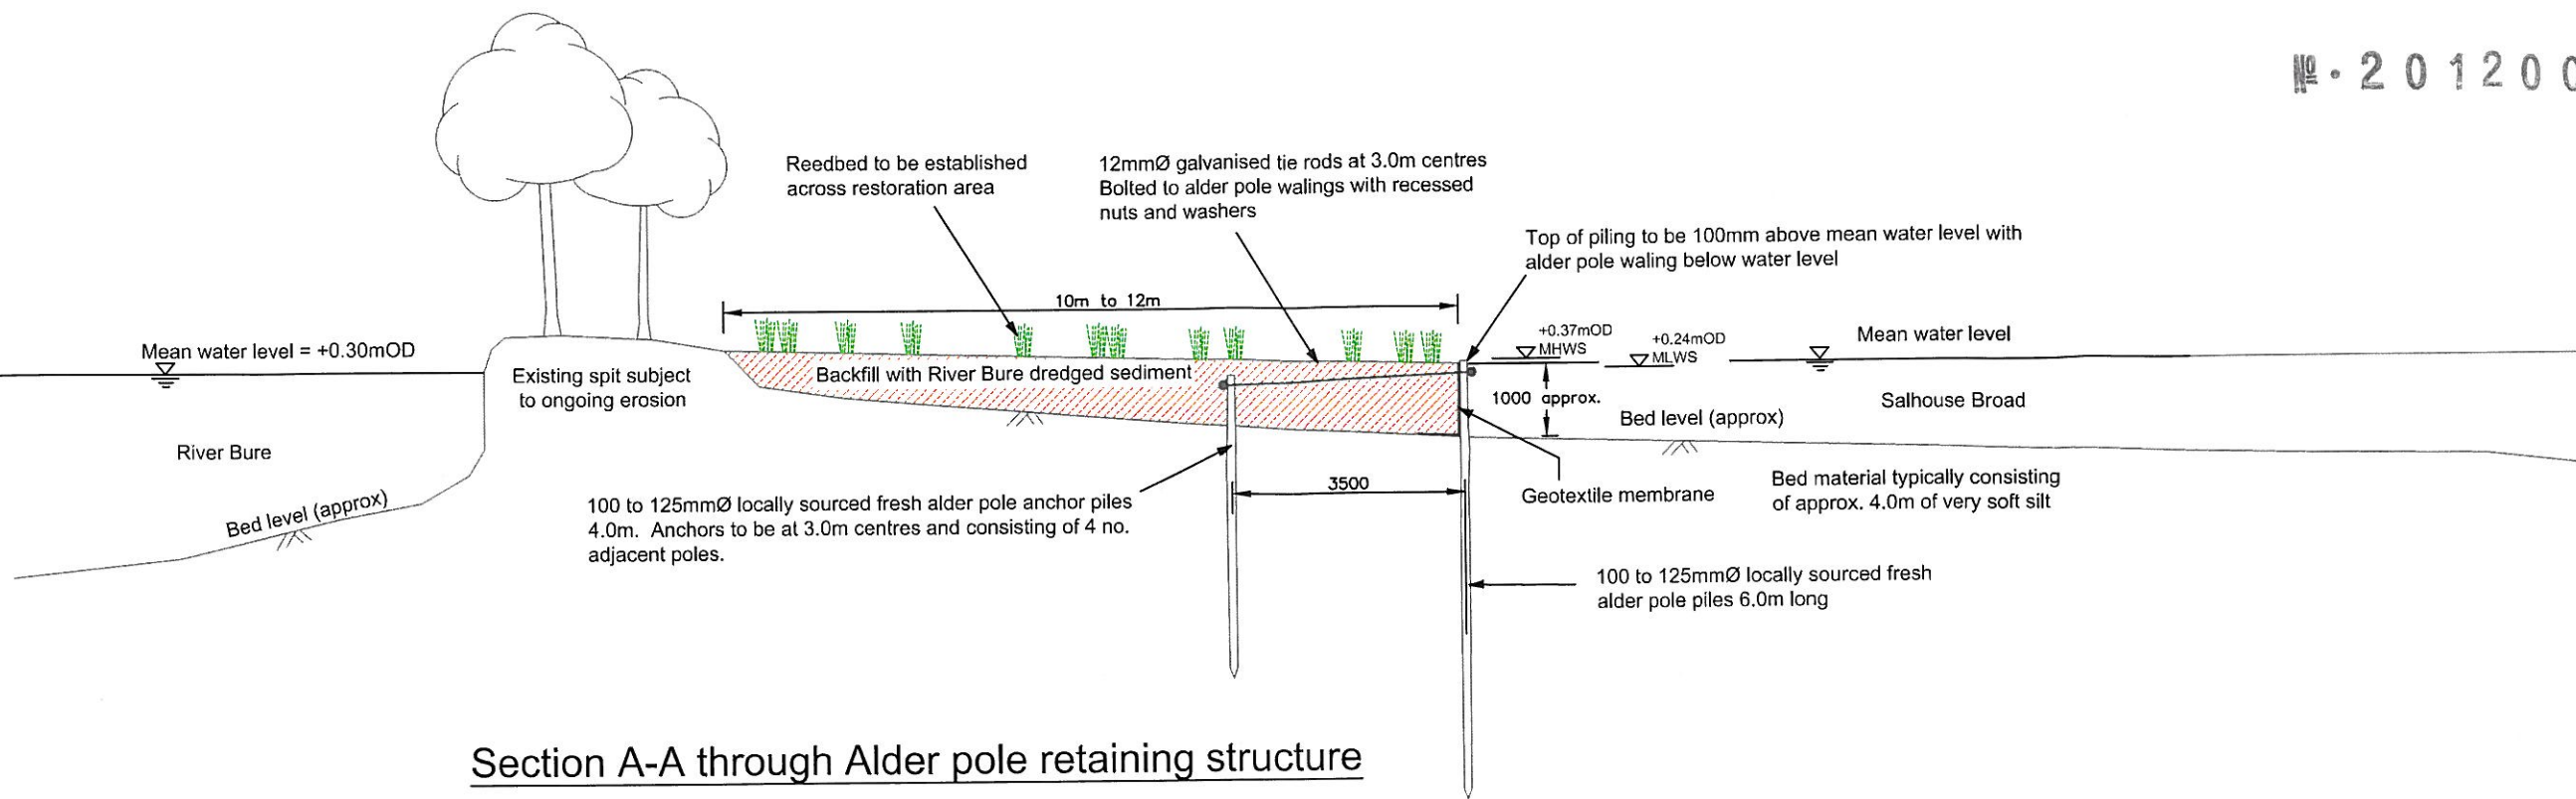 №. 201200
Reedbed to be established
across restoration area
12mmØ galvanised tie rods at 3.0m centres
Bolted to alder pole walings with recessed
nuts and washers
Top of piling to be 100mm above mean water level with
alder pole waling below water level
10m to 12m
Mean water level = +0.30mOD
+0.37mOD
MHWS
+0.24mOD
MLWS
Mean water level
Existing spit subject
to ongoing erosion
Backfill with River Bure dredged sediment
1000 approx.
Bed level (approx)
Salhouse Broad
River Bure
Bed level (approx)
100 to 125mmØ locally sourced fresh alder pole anchor piles
4.0m. Anchors to be at 3.0m centres and consisting of 4 no.
adjacent poles.
3500
Geotextile membrane
Bed material typically consisting
of approx. 4.0m of very soft silt
100 to 125mmØ locally sourced fresh
alder pole piles 6.0m long
Section A-A through Alder pole retaining structure